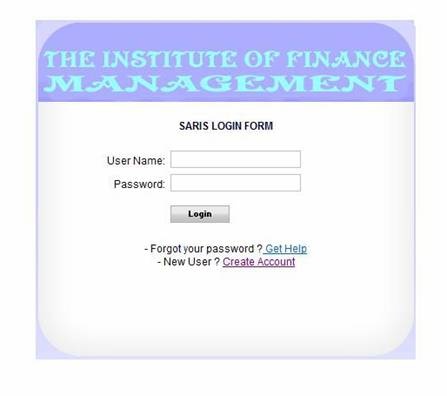 THE INSTITUTE OF FINANCE
MANAGEMENT
SARIS LOGIN FORM
User Name:
Password:
Login
- Forgot your password ? Get Help
- New User ? Create Account